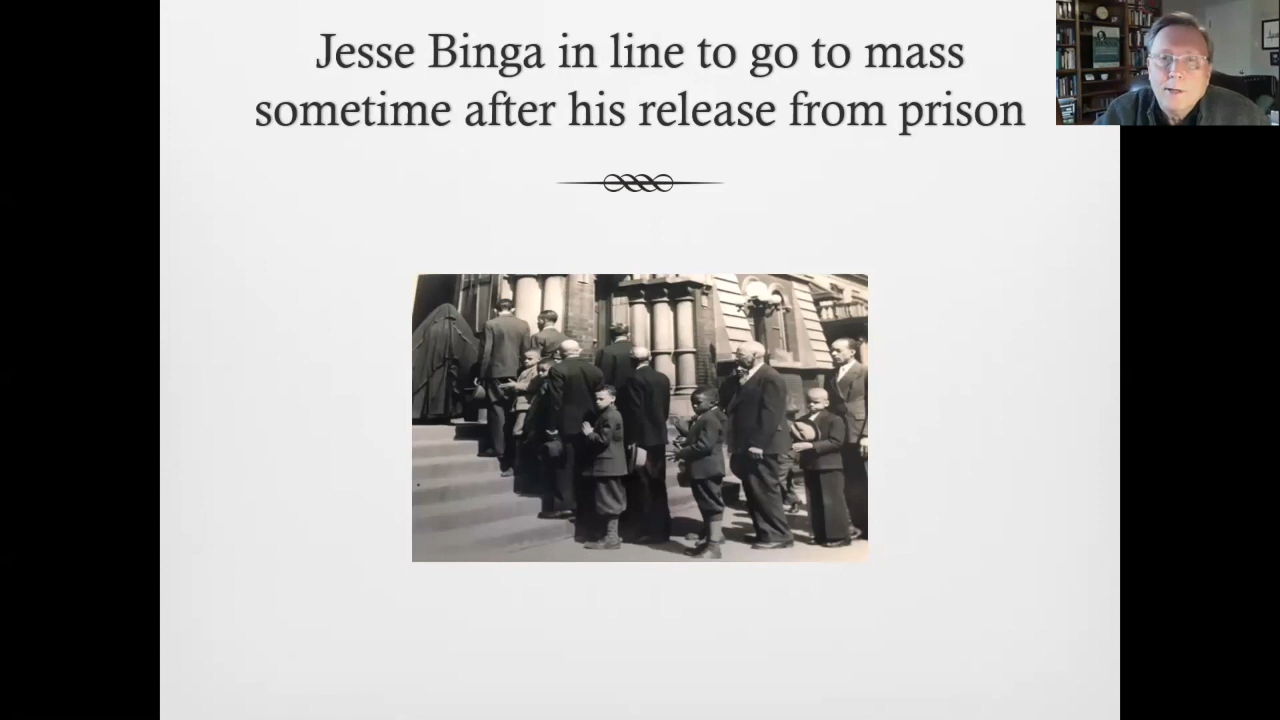 Jesse Binga in line to go to mass
sometime after his release from prison